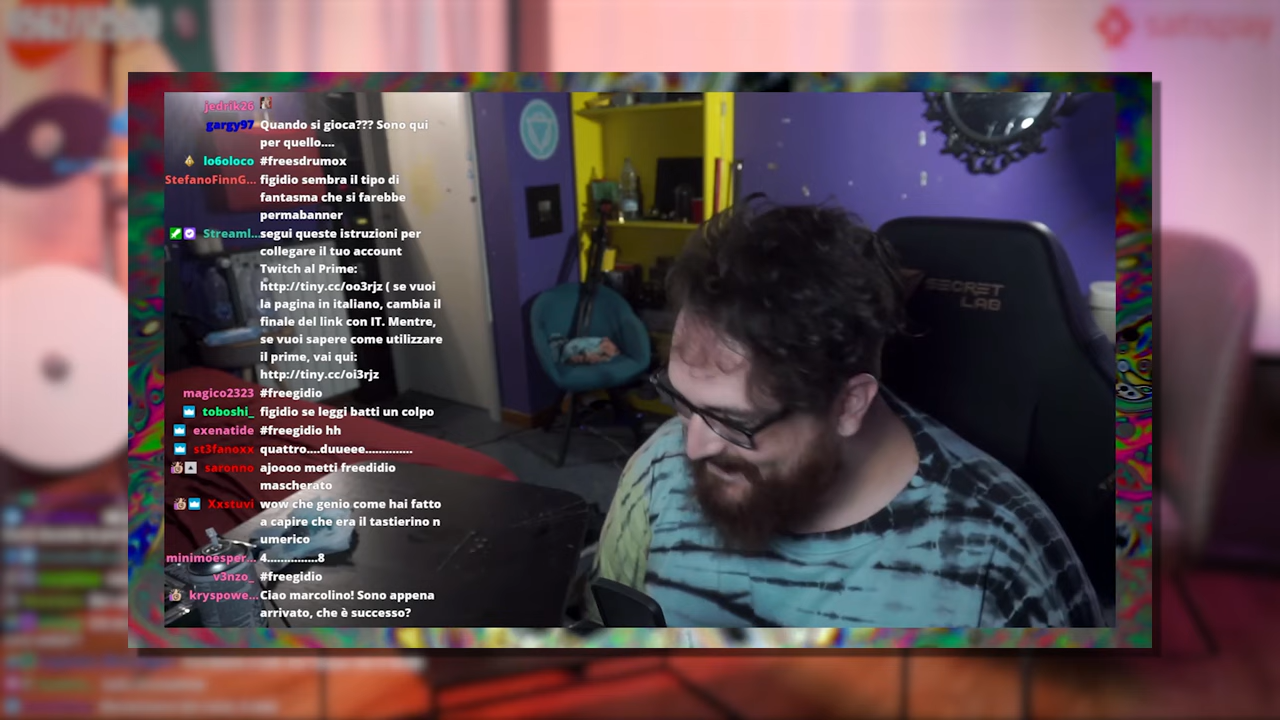 satispay
jedrik26
gargy97 Quando si gioca??? Sono qui
per quello....
lo6oloco #freesdrumox
StefanoFinnG... figidio sembra il tipo di
fantasma che si farebbe
permabanner
Streaml... segui queste istruzioni per
collegare il tuo account
Twitch al Prime:
http://tiny.cc/oo3rjz ( se vuoi
la pagina in italiano, cambia il
finale del link con IT. Mentre,
se vuoi sapere come utilizzare
il prime, vai qui:
http://tiny.cc/oi3rjz
magico2323 #freegidio
toboshi_ figidio se leggi batti un colpo
exenatide #freegidio hh
st3fanoxx quattro....duueee..............
saronno ajoooo metti freedidio
mascherato
Xxstuvi wow che genio come hai fatto
a capire che era il tastierino n
umerico
minimoesper... 4...............8
v3nzo_ #freegidio
kryspowe... Ciao marcolino! Sono appena
arrivato, che è successo?
SECRET
LAB